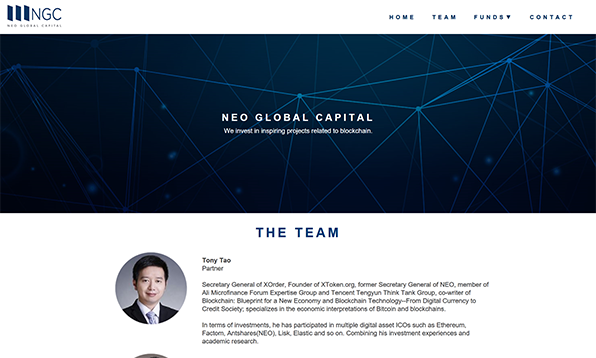 NGC
NEO GLOBAL CAPITAL
HOME TEAM FUNDS▼ CONTACT
NEO GLOBAL CAPITAL
We invest in inspiring projects related to blockchain.
THE TEAM
Tony Tao
Partner
Secretary General of XOrder, Founder of XToken.org, former Secretary General of NEO, member of
Ali Microfinance Forum Expertise Group and Tencent Tengyun Think Tank Group, co-writer of
Blockchain: Blueprint for a New Economy and Blockchain Technology--From Digital Currency to
Credit Society; specializes in the economic interpretations of Bitcoin and blockchains.
In terms of investments, he has participated in multiple digital asset ICOs such as Ethereum,
Factom, Antshares(NEO), Lisk, Elastic and so on. Combining his investment experiences and
academic research.